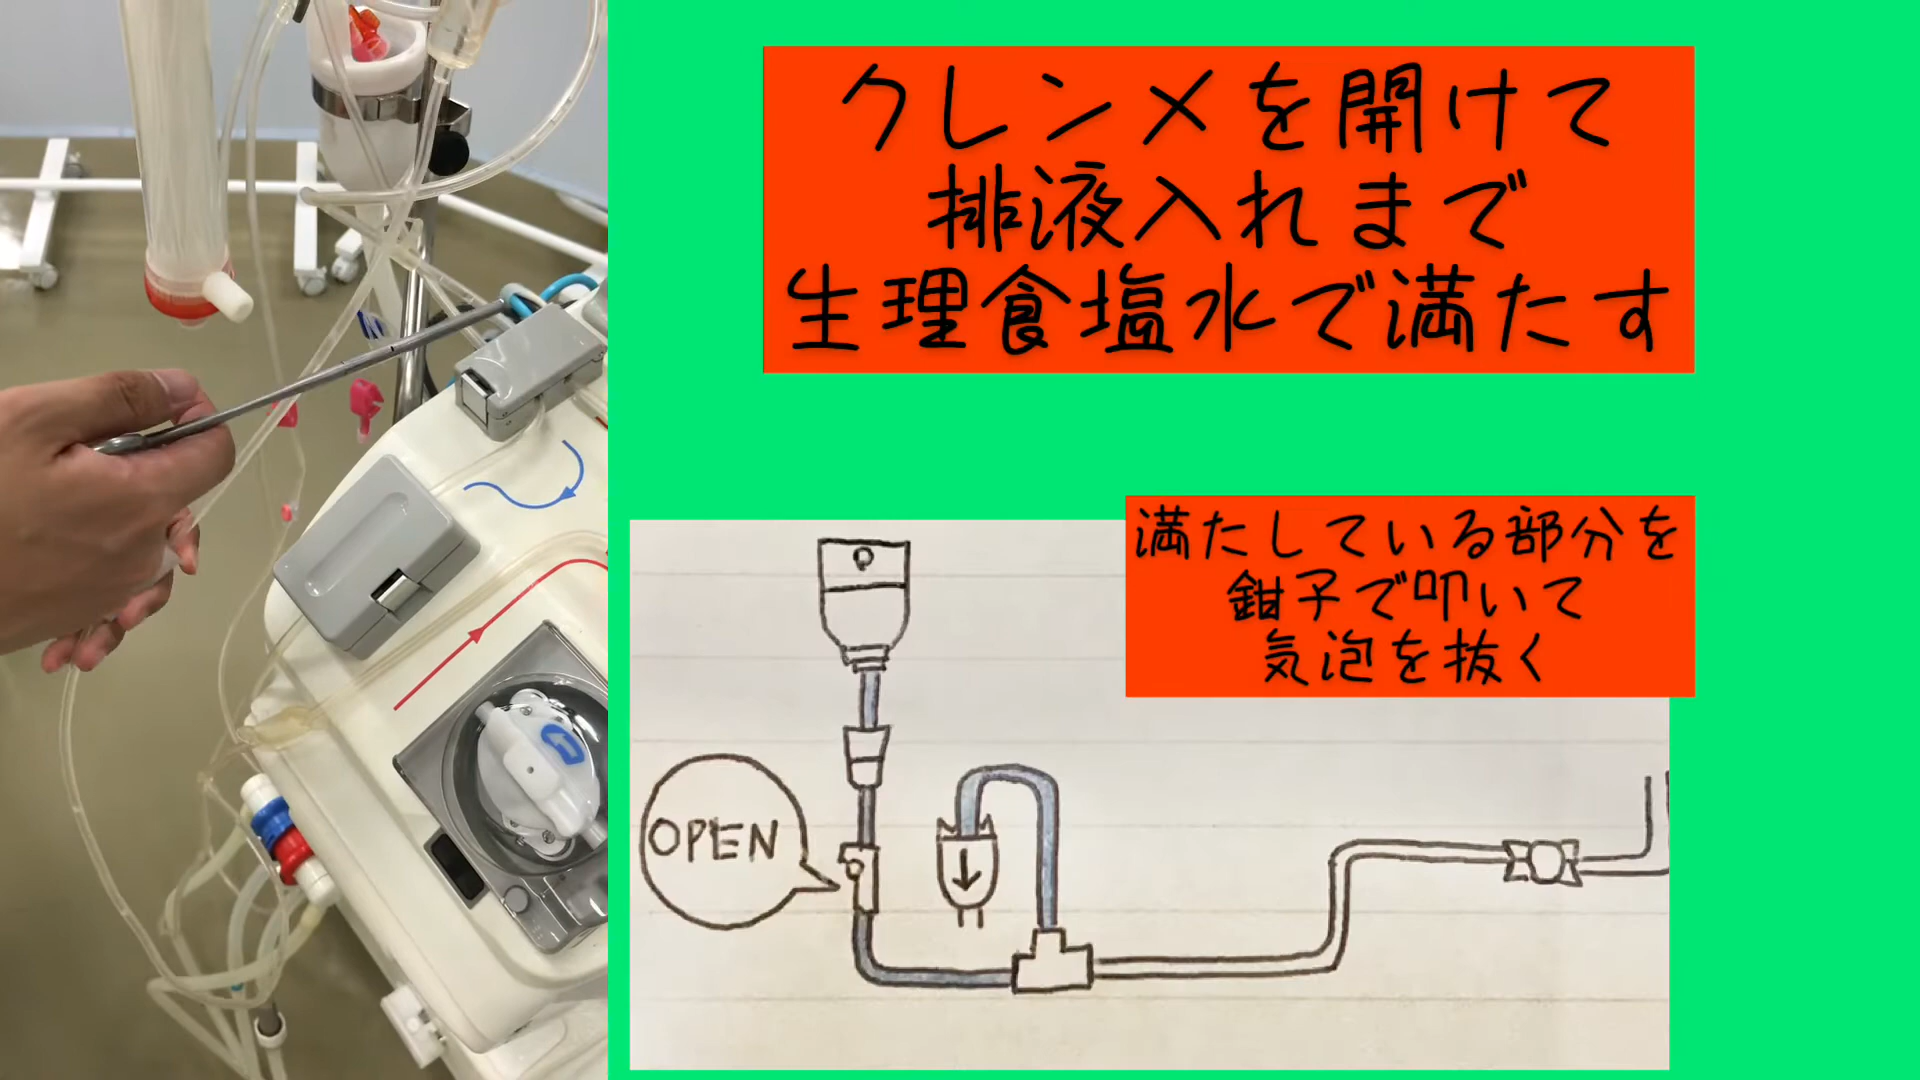 クレンメを開けて
排液入れまで
生理食塩水で満たす
満たしている部分を
鉗子で叩いて
気泡を抜く
OPEN